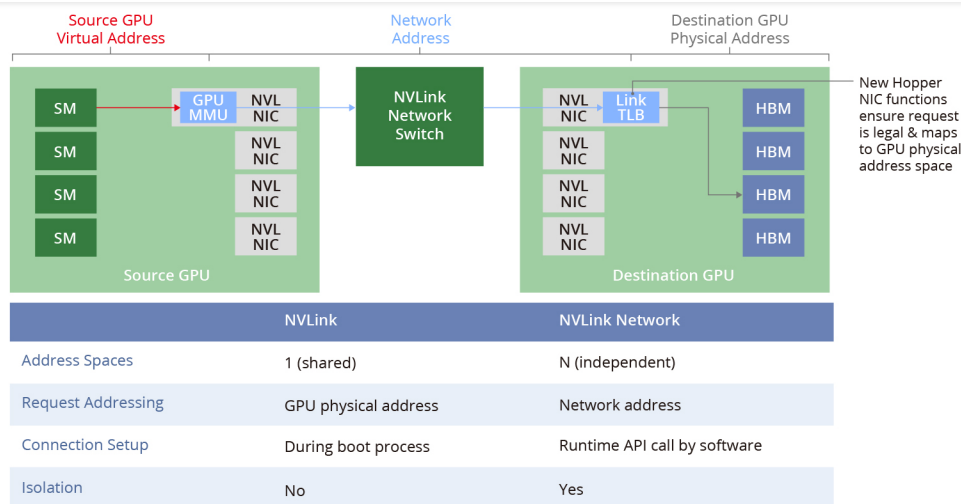 Source GPU
Virtual Address
Network
Address
Destination GPU
Physical Address
SM
SM
SM
SM
GPU
MMU
NVL
NIC
NVL
NIC
NVL
NIC
NVL
NIC
Source GPU
NVLink
Network
Switch
NVL
NIC
Link
TLB
NVL
NIC
NVL
NIC
NVL
NIC
HBM
HBM
HBM
HBM
Destination GPU
New Hopper
NIC functions
ensure request
is legal & maps
to GPU physical
address space
NVLink NVLink Network
Address Spaces 1 (shared) N (independent)
Request Addressing GPU physical address Network address
Connection Setup During boot process Runtime API call by software
Isolation No Yes